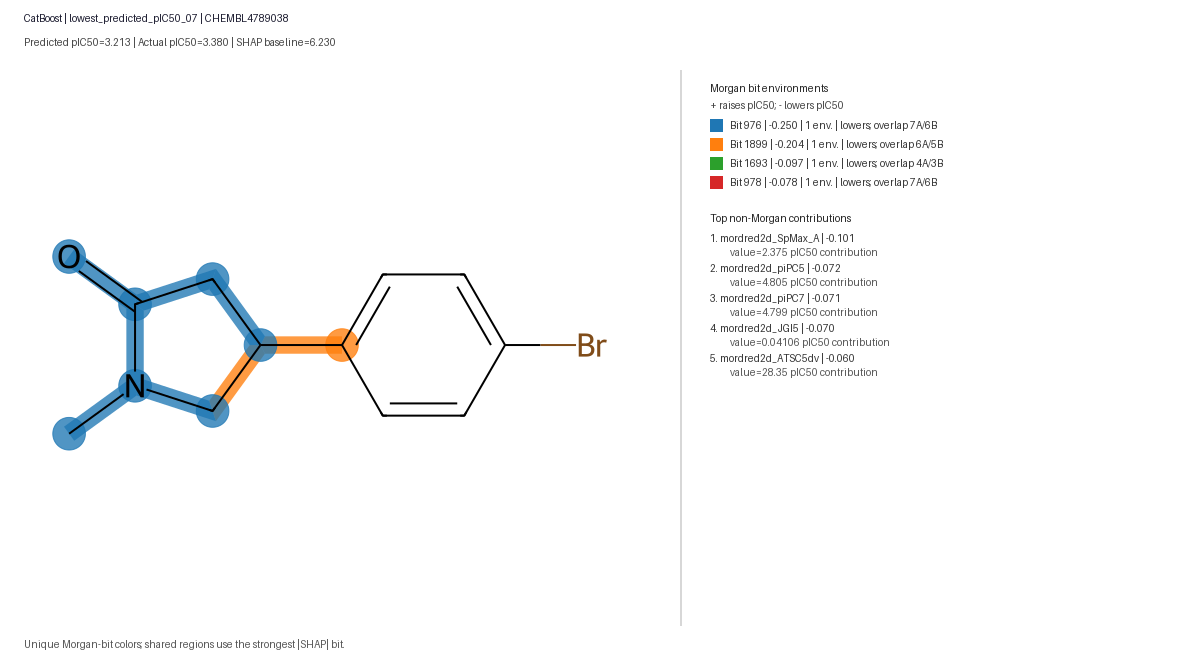 CatBoost | lowest_predicted_pIC50_07 | CHEMBL4789038
Predicted pIC50=3.213 | Actual pIC50=3.380 | SHAP baseline=6.230
Morgan bit environments
+ raises pIC50; - lowers pIC50
Bit 976 | -0.250 | 1 env. | lowers; overlap 7A/6B
Bit 1899 | -0.204 | 1 env. | lowers; overlap 6A/5B
Bit 1693 | -0.097 | 1 env. | lowers; overlap 4A/3B
Bit 978 | -0.078 | 1 env. | lowers; overlap 7A/6B
Top non-Morgan contributions
1. mordred2d_SpMax_A | -0.101
value=2.375 pIC50 contribution
2. mordred2d_piPC5 | -0.072
value=4.805 pIC50 contribution
3. mordred2d_piPC7 | -0.071
value=4.799 pIC50 contribution
4. mordred2d_JGI5 | -0.070
value=0.04106 pIC50 contribution
5. mordred2d_ATSC5dv | -0.060
value=28.35 pIC50 contribution
O
N
Br
Unique Morgan-bit colors; shared regions use the strongest |SHAP| bit.